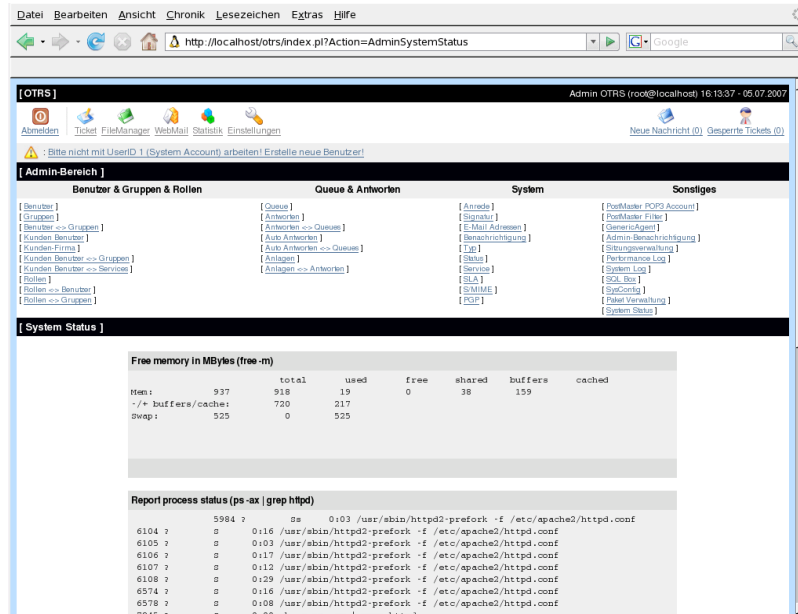 Datei Bearbeiten Ansicht Chronik Lesezeichen Extras Hilfe
http://localhost/otrs/index.pl?Action=AdminSystemStatus
G Google
[ OTRS ] Admin OTRS (root@localhost) 16:13:37 - 05.07.2007
Abmelden Ticket FileManager WebMail Statistik Einstellungen Neue Nachricht (0) Gesperrte Tickets (0)
: Bitte nicht mit UserID 1 (System Account) arbeiten! Erstelle neue Benutzer!
[ Admin-Bereich ]
Benutzer & Gruppen & Rollen
[ Benutzer ]
[ Gruppen ]
[ Benutzer <-> Gruppen ]
[ Kunden Benutzer ]
[ Kunden-Firma ]
[ Kunden Benutzer <-> Gruppen ]
[ Kunden Benutzer <-> Services ]
[ Rollen ]
[ Rollen <-> Benutzer ]
[ Rollen <-> Gruppen ]
Queue & Antworten
[ Queue ]
[ Antworten ]
[ Antworten <-> Queues ]
[ Auto Antworten ]
[ Auto Antworten <-> Queues ]
[ Anlagen ]
[ Anlagen <-> Antworten ]
System
[ Anrede ]
[ Signatur ]
[ E-Mail Adressen ]
[ Benachrichtigung ]
[ Typ ]
[ Status ]
[ Service ]
[ SLA ]
[ S/MIME ]
[ PGP ]
Sonstiges
[ PostMaster POP3 Account ]
[ PostMaster Filter ]
[ GenericAgent ]
[ Admin-Benachrichtigung ]
[ Sitzungsverwaltung ]
[ Performance Log ]
[ System Log ]
[ SQL Box ]
[ SysConfig ]
[ Paket Verwaltung ]
[ System Status ]
[ System Status ]
Free memory in MBytes (free -m)
total used free shared buffers cached
Mem: 937 918 19 0 38 159
-/+ buffers/cache: 720 217
Swap: 525 0 525
Report process status (ps -ax | grep httpd)
5984 ? Ss 0:03 /usr/sbin/httpd2-prefork -f /etc/apache2/httpd.conf
6104 ? S 0:16 /usr/sbin/httpd2-prefork -f /etc/apache2/httpd.conf
6105 ? S 0:03 /usr/sbin/httpd2-prefork -f /etc/apache2/httpd.conf
6106 ? S 0:17 /usr/sbin/httpd2-prefork -f /etc/apache2/httpd.conf
6107 ? S 0:12 /usr/sbin/httpd2-prefork -f /etc/apache2/httpd.conf
6108 ? S 0:29 /usr/sbin/httpd2-prefork -f /etc/apache2/httpd.conf
6574 ? S 0:16 /usr/sbin/httpd2-prefork -f /etc/apache2/httpd.conf
6578 ? S 0:08 /usr/sbin/httpd2-prefork -f /etc/apache2/httpd.conf